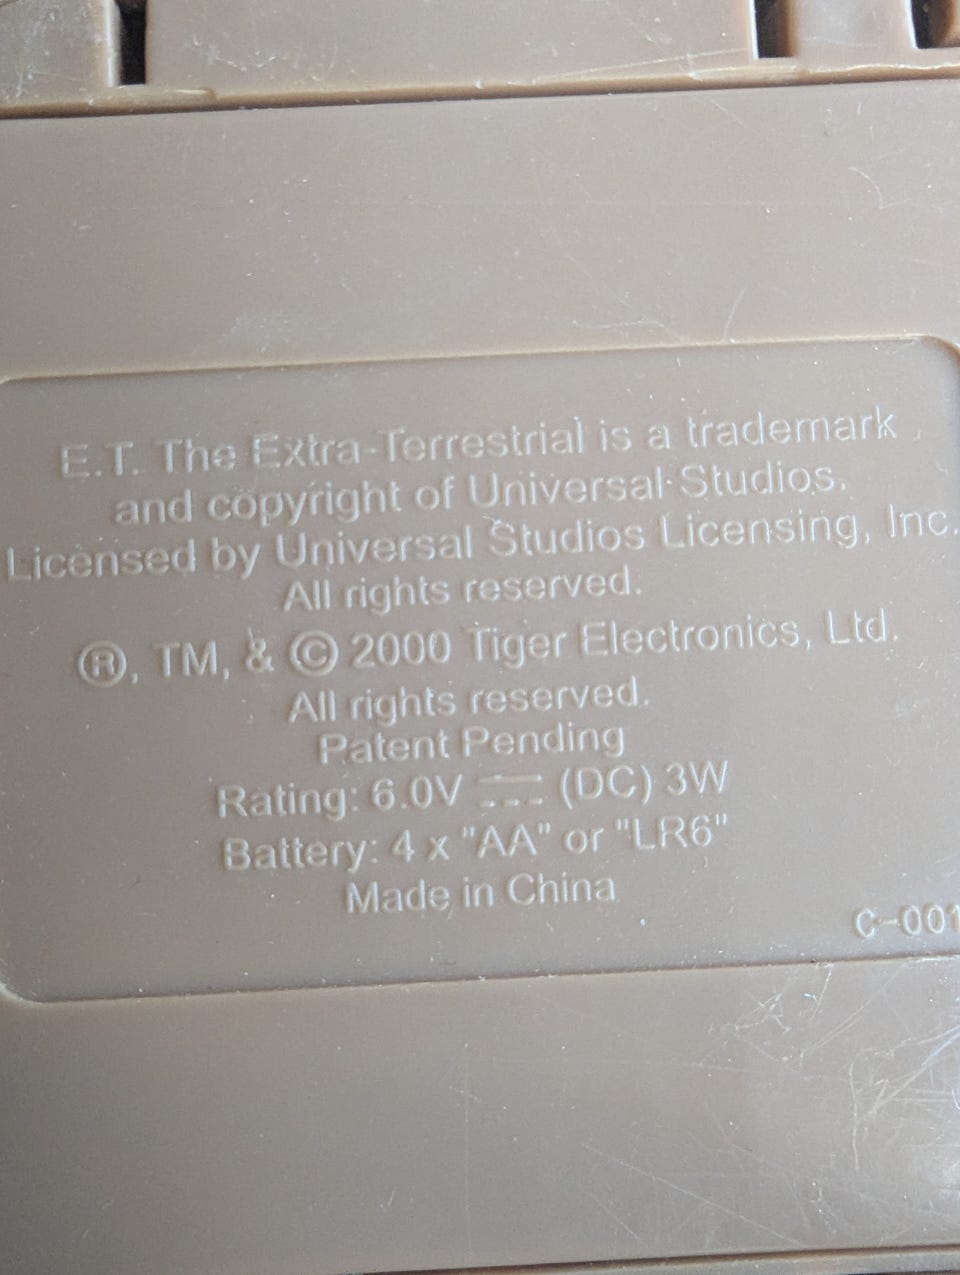 E.T. The Extra-Terrestrial is a trademark
and copyright of Universal Studios.
Licensed by Universal Studios Licensing, Inc.
All rights reserved.
®, TM, & © 2000 Tiger Electronics, Ltd.
All rights reserved.
Patent Pending
Rating: 6.0V ⎓ (DC) 3W
Battery: 4 x "AA" or "LR6"
Made in China
C-001